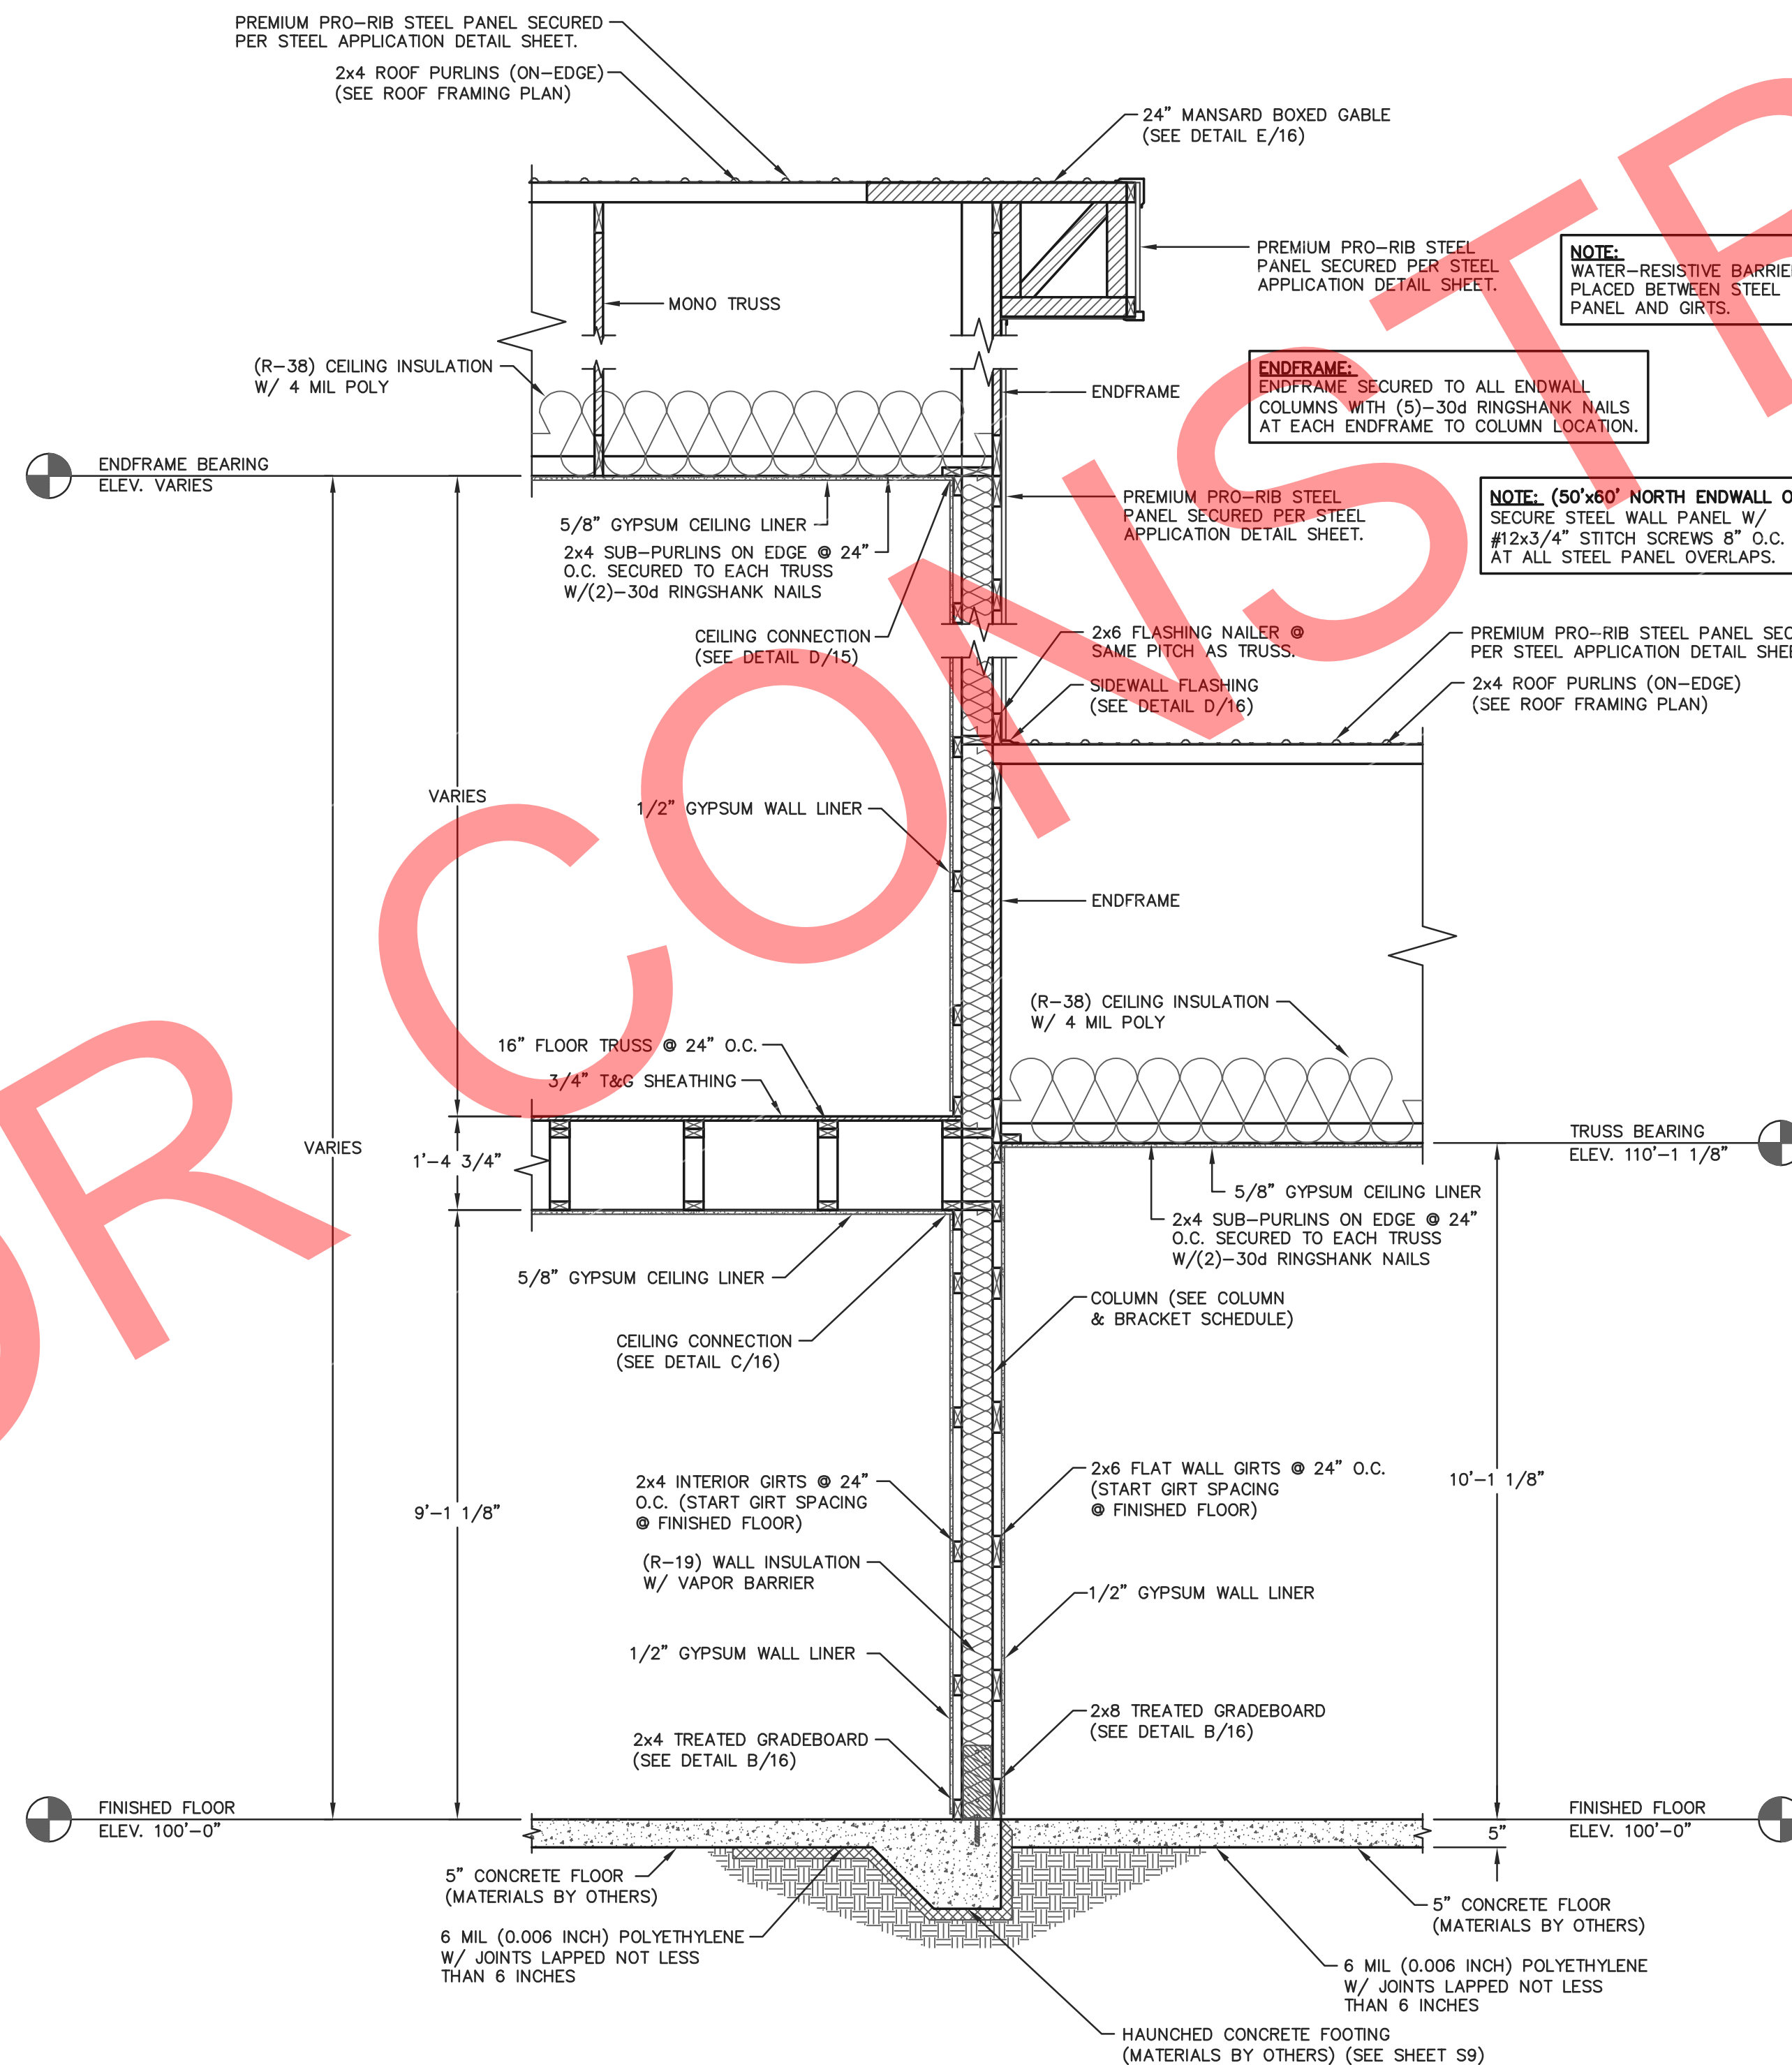 PREMIUM PRO-RIB STEEL PANEL SECURED
PER STEEL APPLICATION DETAIL SHEET.
2x4 ROOF PURLINS (ON-EDGE)
(SEE ROOF FRAMING PLAN)
24" MANSARD BOXED GABLE
(SEE DETAIL E/16)
PREMIUM PRO-RIB STEEL
PANEL SECURED PER STEEL
APPLICATION DETAIL SHEET.
NOTE:
WATER-RESISTIVE BARRIE
PLACED BETWEEN STEEL
PANEL AND GIRTS.
MONO TRUSS
(R-38) CEILING INSULATION
W/ 4 MIL POLY
ENDFRAME
ENDFRAME:
ENDFRAME SECURED TO ALL ENDWALL
COLUMNS WITH (5)-30d RINGSHANK NAILS
AT EACH ENDFRAME TO COLUMN LOCATION.
ENDFRAME BEARING
ELEV. VARIES
5/8" GYPSUM CEILING LINER
2x4 SUB-PURLINS ON EDGE @ 24"
O.C. SECURED TO EACH TRUSS
W/(2)-30d RINGSHANK NAILS
PREMIUM PRO-RIB STEEL
PANEL SECURED PER STEEL
APPLICATION DETAIL SHEET.
NOTE: (50'x60' NORTH ENDWALL O
SECURE STEEL WALL PANEL W/
#12x3/4" STITCH SCREWS 8" O.C.
AT ALL STEEL PANEL OVERLAPS.
CEILING CONNECTION
(SEE DETAIL D/15)
2x6 FLASHING NAILER @
SAME PITCH AS TRUSS.
SIDEWALL FLASHING
(SEE DETAIL D/16)
PREMIUM PRO-RIB STEEL PANEL SEC
PER STEEL APPLICATION DETAIL SHE
2x4 ROOF PURLINS (ON-EDGE)
(SEE ROOF FRAMING PLAN)
VARIES
1/2" GYPSUM WALL LINER
ENDFRAME
(R-38) CEILING INSULATION
W/ 4 MIL POLY
16" FLOOR TRUSS @ 24" O.C.
3/4" T&G SHEATHING
VARIES
1'-4 3/4"
TRUSS BEARING
ELEV. 110'-1 1/8"
5/8" GYPSUM CEILING LINER
2x4 SUB-PURLINS ON EDGE @ 24"
O.C. SECURED TO EACH TRUSS
W/(2)-30d RINGSHANK NAILS
5/8" GYPSUM CEILING LINER
CEILING CONNECTION
(SEE DETAIL C/16)
COLUMN (SEE COLUMN
& BRACKET SCHEDULE)
2x4 INTERIOR GIRTS @ 24"
O.C. (START GIRT SPACING
@ FINISHED FLOOR)
2x6 FLAT WALL GIRTS @ 24" O.C.
(START GIRT SPACING
@ FINISHED FLOOR)
10'-1 1/8"
9'-1 1/8"
(R-19) WALL INSULATION
W/ VAPOR BARRIER
1/2" GYPSUM WALL LINER
1/2" GYPSUM WALL LINER
2x4 TREATED GRADEBOARD
(SEE DETAIL B/16)
2x8 TREATED GRADEBOARD
(SEE DETAIL B/16)
FINISHED FLOOR
ELEV. 100'-0"
FINISHED FLOOR
ELEV. 100'-0"
5"
5" CONCRETE FLOOR
(MATERIALS BY OTHERS)
6 MIL (0.006 INCH) POLYETHYLENE
W/ JOINTS LAPPED NOT LESS
THAN 6 INCHES
5" CONCRETE FLOOR
(MATERIALS BY OTHERS)
6 MIL (0.006 INCH) POLYETHYLENE
W/ JOINTS LAPPED NOT LESS
THAN 6 INCHES
HAUNCHED CONCRETE FOOTING
(MATERIALS BY OTHERS) (SEE SHEET S9)
OR CONSTR